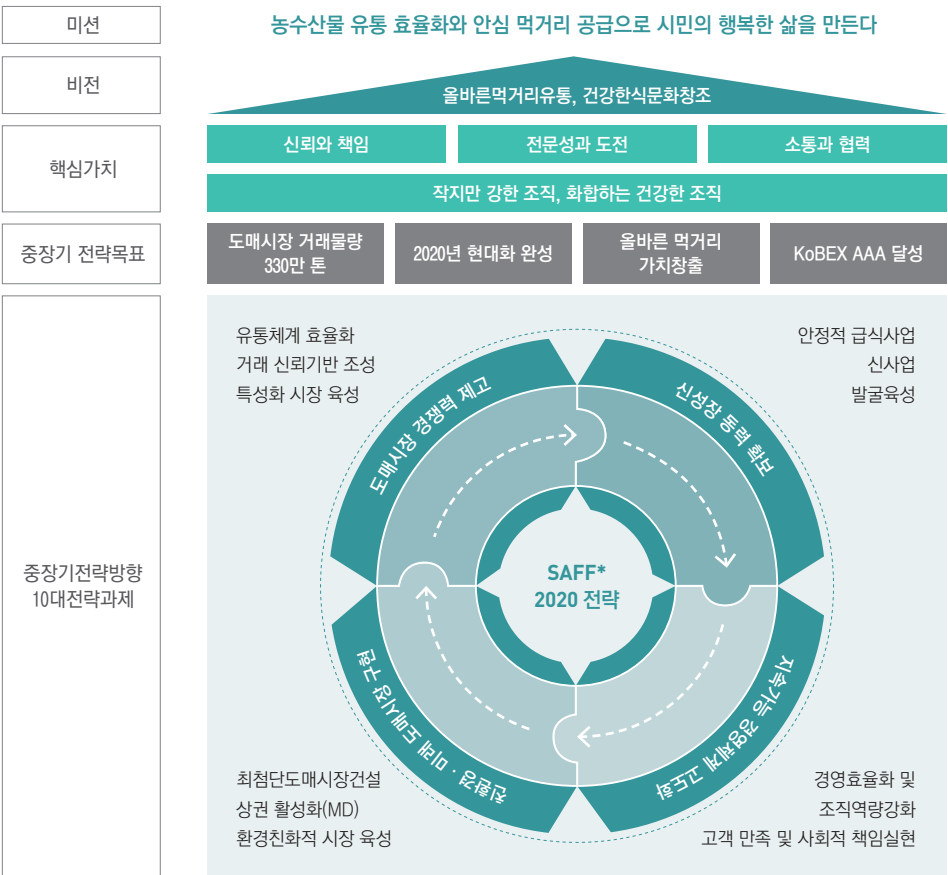 미션
농수산물 유통 효율화와 안심 먹거리 공급으로 시민의 행복한 삶을 만든다
비전
올바른먹거리유통, 건강한식문화창조
핵심가치
신뢰와 책임
전문성과 도전
소통과 협력
작지만 강한 조직, 화합하는 건강한 조직
중장기 전략목표
도매시장 거래물량
330만 톤
2020년 현대화 완성
올바른 먹거리
가치창출
KoBEX AAA 달성
중장기전략방향
10대전략과제
유통체계 효율화
거래 신뢰기반 조성
특성화 시장 육성
안정적 급식사업
신사업
발굴육성
도매시장 경쟁력 제고
신성장 동력 확보
SAFF*
2020 전략
친환경·미래 도매시장 구현
지속가능 경영체계 고도화
최첨단도매시장건설
상권 활성화(MD)
환경친화적 시장 육성
경영효율화 및
조직역량강화
고객 만족 및 사회적 책임실현